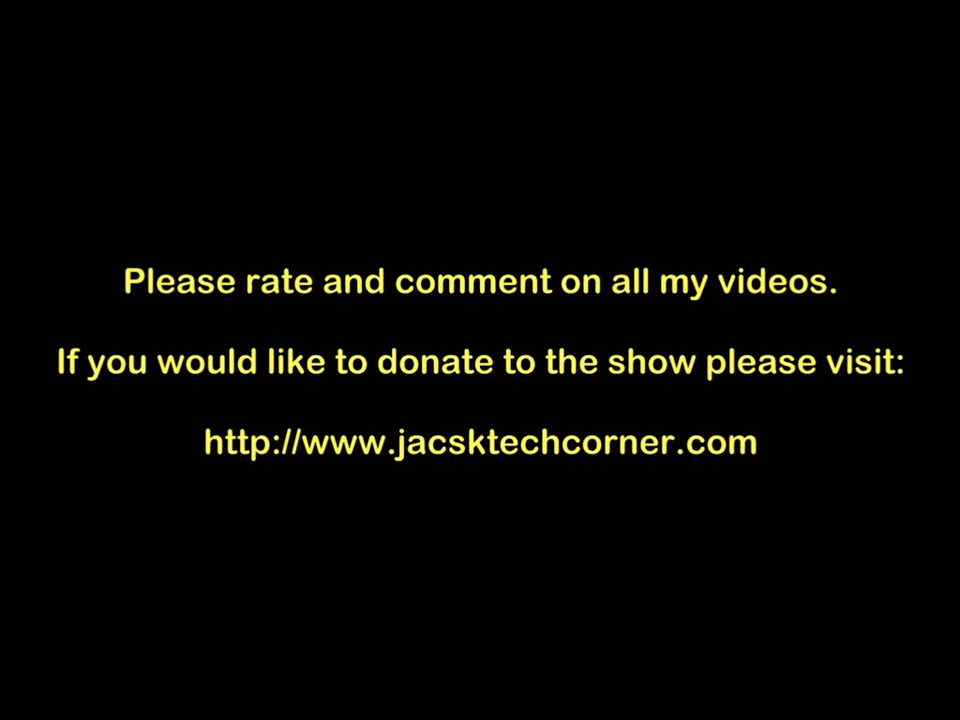 Please rate and comment on all my videos.
If you would like to donate to the show please visit:
http://www.jacsktechcorner.com